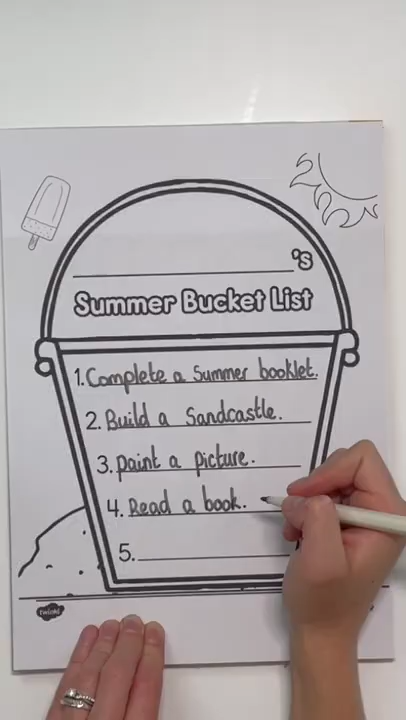 's
Summer Bucket List
1. Complete a Summer booklet.
2. Build a Sandcastle.
3. paint a picture.
4. Read a book.
5.
twinkl